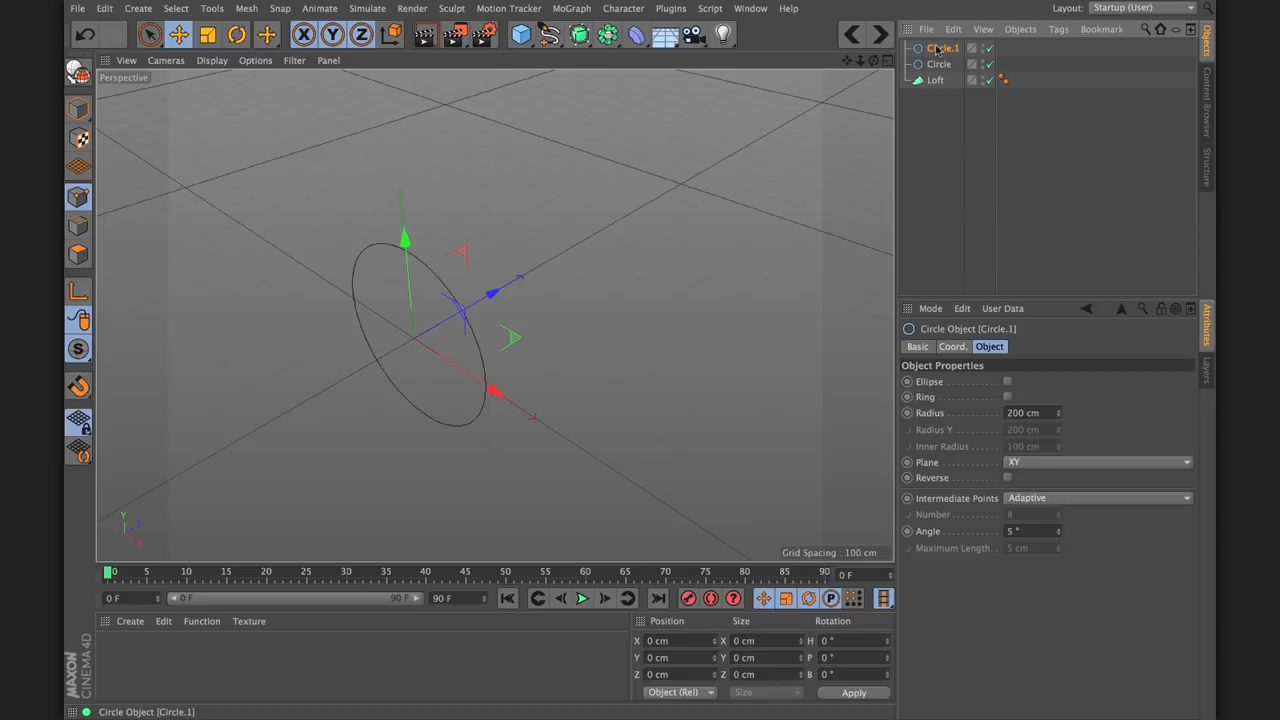 File Edit Create Select Tools Mesh Snap Animate Simulate Render Sculpt Motion Tracker MoGraph Character Plugins Script Window Help Layout: Startup (User)
X Y Z
File Edit View Objects Tags Bookmark
View Cameras Display Options Filter Panel
Perspective
Circle.1
Circle
Loft
Objects
Content Browser
Structure
Mode Edit User Data
Circle Object [Circle.1]
Basic Coord. Object
Object Properties
Ellipse
Ring
Radius 200 cm
Radius Y 200 cm
Inner Radius 100 cm
Plane XY
Reverse
Intermediate Points Adaptive
Number 8
Angle 5 °
Maximum Length. 5 cm
Attributes
Layers
S
Y
Z
X
Grid Spacing : 100 cm
0 5 10 15 20 25 30 35 40 45 50 55 60 65 70 75 80 85 90 0 F
0 F 0 F 90 F 90 F
P
Create Edit Function Texture
Position Size Rotation
X 0 cm X 0 cm H 0 °
Y 0 cm Y 0 cm P 0 °
Z 0 cm Z 0 cm B 0 °
Object (Rel) Size Apply
MAXON
CINEMA4D
Circle Object [Circle.1]